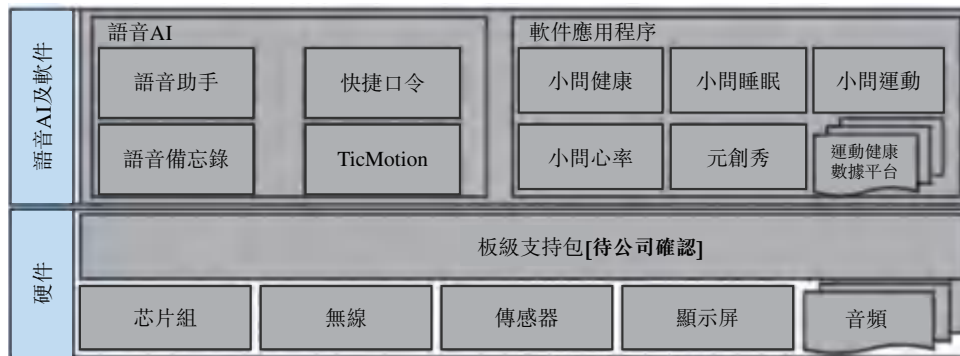 語音AI及軟件
語音AI
語音助手
快捷口令
語音備忘錄
TicMotion
軟件應用程序
小問健康
小問睡眠
小問運動
小問心率
元創秀
運動健康
數據平台
硬件
板級支持包[待公司確認]
芯片組
無線
傳感器
顯示屏
音頻